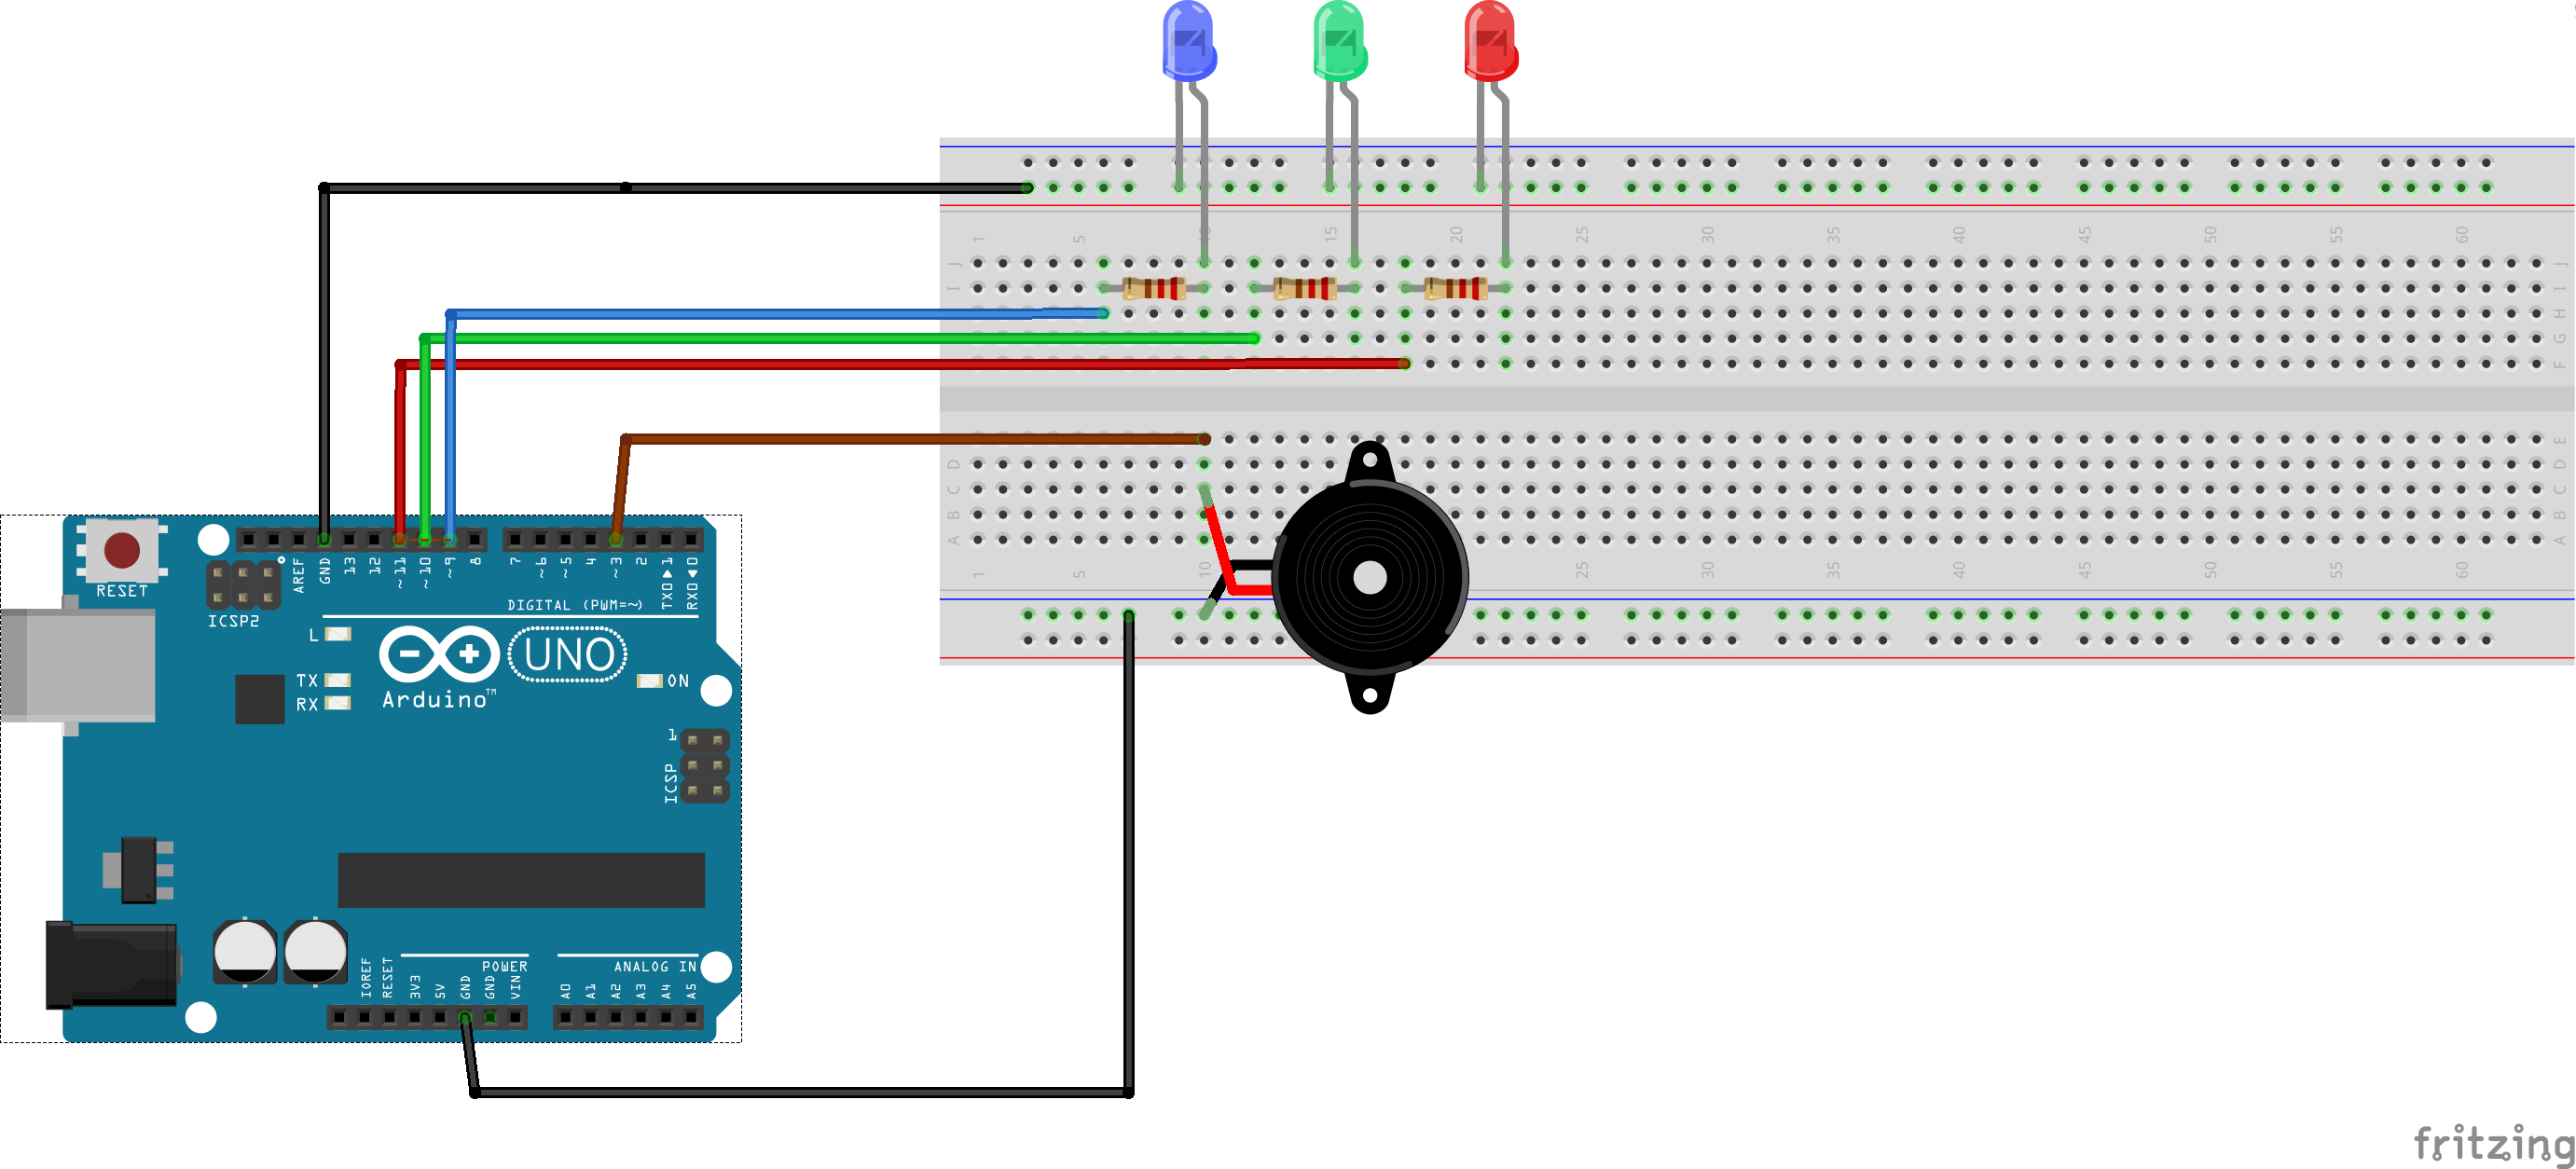 1 5 10 15 20 25 30 35 40 45 50 55 60
J J
I I
H H
G G
F F
E
D D
C C
B B
A A
1 5 10 25 30 35 40 45 50 55 60
RESET
ICSP2
AREF
GND
13
12
~11
~10
~9
8
7
~6
~5
4
~3
2
TX0▶1
RX0◀0
DIGITAL (PWM=~)
L
TX
RX
UNO
Arduino™
ON
1
ICSP
IOREF
RESET
3V3
5V
GND
GND
VIN
POWER
A0
A1
A2
A3
A4
A5
ANALOG IN
fritzing